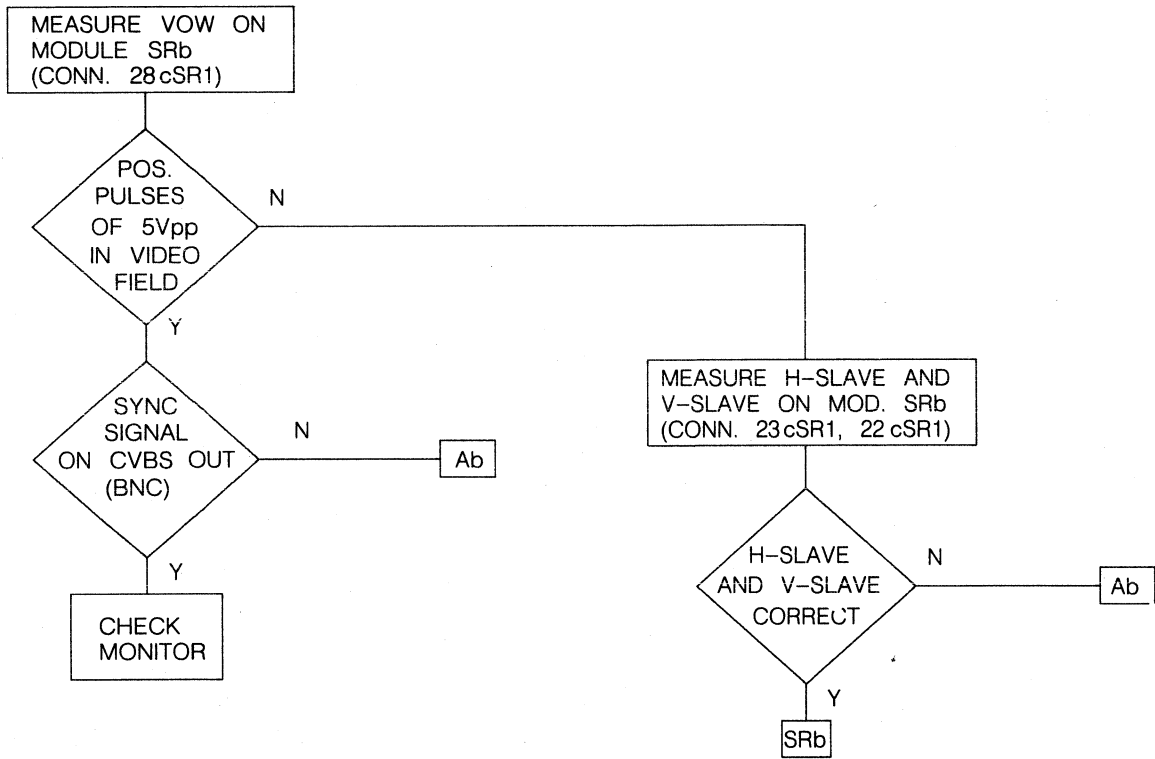 MEASURE VOW ON
MODULE SRb
(CONN. 28cSR1)
POS.
PULSES
OF 5Vpp
IN VIDEO
FIELD
N
Y
SYNC
SIGNAL
ON CVBS OUT
(BNC)
N
Ab
Y
CHECK
MONITOR
MEASURE H-SLAVE AND
V-SLAVE ON MOD. SRb
(CONN. 23cSR1, 22cSR1)
H-SLAVE
AND V-SLAVE
CORRECT
N
Ab
Y
SRb